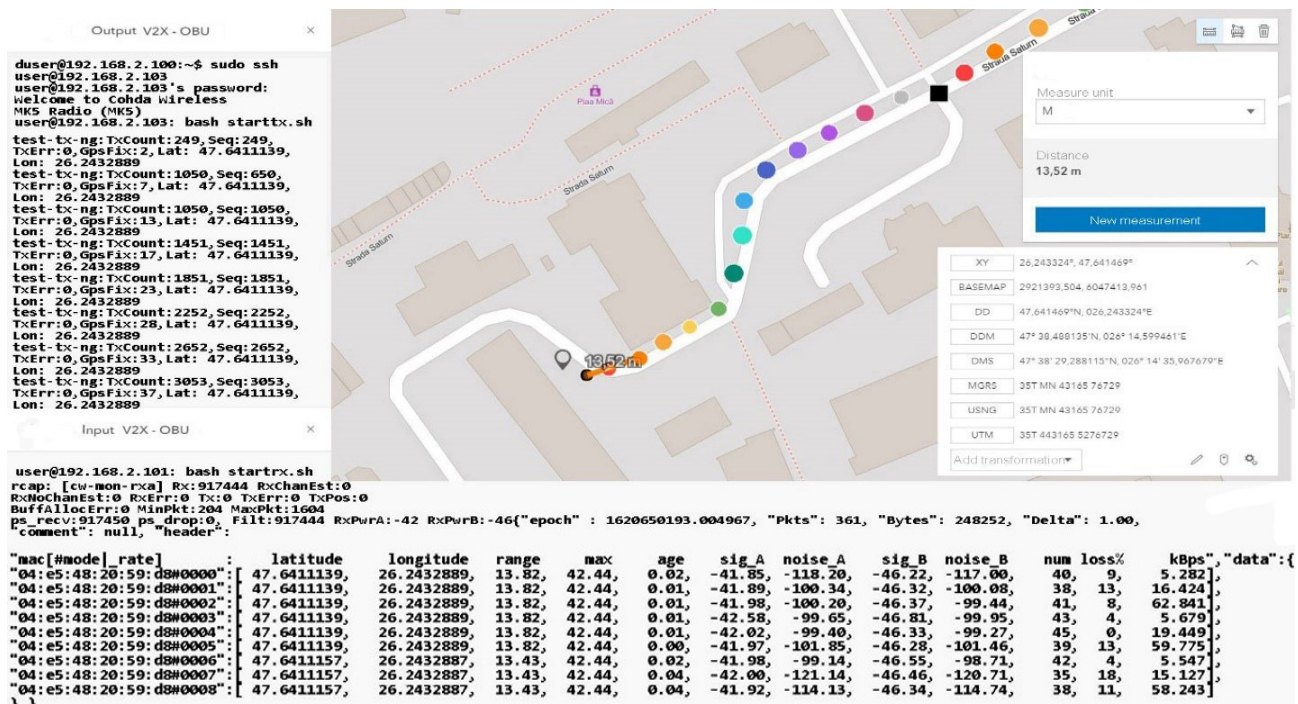 Output V2X - OBU
×
duser@192.168.2.100:~$ sudo ssh
user@192.168.2.103
user@192.168.2.103's password:
Welcome to Cohda Wireless
MK5 Radio (MK5)
user@192.168.2.103: bash starttx.sh
test-tx-ng:TxCount:249,Seq:249,
TxErr:0,GpsFix:2,Lat: 47.6411139,
Lon: 26.2432889
test-tx-ng:TxCount:1050,Seq:650,
TxErr:0,GpsFix:7,Lat: 47.6411139,
Lon: 26.2432889
test-tx-ng:TxCount:1050,Seq:1050,
TxErr:0,GpsFix:13,Lat: 47.6411139,
Lon: 26.2432889
test-tx-ng:TxCount:1451,Seq:1451,
TxErr:0,GpsFix:17,Lat: 47.6411139,
Lon: 26.2432889
test-tx-ng:TxCount:1851,Seq:1851,
TxErr:0,GpsFix:23,Lat: 47.6411139,
Lon: 26.2432889
test-tx-ng:TxCount:2252,Seq:2252,
TxErr:0,GpsFix:28,Lat: 47.6411139,
Lon: 26.2432889
test-tx-ng:TxCount:2652,Seq:2652,
TxErr:0,GpsFix:33,Lat: 47.6411139,
Lon: 26.2432889
test-tx-ng:TxCount:3053,Seq:3053,
TxErr:0,GpsFix:37,Lat: 47.6411139,
Lon: 26.2432889
Strada Saturn
Strada Saturn
Piaa Mică
Strada Saturn
Strada Saturn
13,52 m
Measure unit
M
Distance
13,52 m
New measurement
XY 26,243324°, 47,641469°
BASEMAP 2921393,504, 6047413,961
DD 47,641469°N, 026,243324°E
DDM 47° 38,488135'N, 026° 14,599461'E
DMS 47° 38' 29,288115"N, 026° 14' 35,967679"E
MGRS 35T MN 43165 76729
USNG 35T MN 43165 76729
UTM 35T 443165 5276729
Add transformation
Input V2X - OBU
×
user@192.168.2.101: bash startrx.sh
rcap: [cw-mon-rxa] Rx:917444 RxChanEst:0
RxNoChanEst:0 RxErr:0 Tx:0 TxErr:0 TxPos:0
BuffAllocErr:0 MinPkt:204 MaxPkt:1604
ps_recv:917450 ps_drop:0, Filt:917444 RxPwrA:-42 RxPwrB:-46{"epoch" : 1620650193.004967, "Pkts": 361, "Bytes": 248252, "Delta": 1.00,
"comment": null, "header":
"mac[#mode|_rate] : latitude longitude range max age sig_A noise_A sig_B noise_B num loss% kBps","data":{
"04:e5:48:20:59:d8#0000":[ 47.6411139, 26.2432889, 13.82, 42.44, 0.02, -41.85, -118.20, -46.22, -117.00, 40, 9, 5.282],
"04:e5:48:20:59:d8#0001":[ 47.6411139, 26.2432889, 13.82, 42.44, 0.01, -41.89, -100.34, -46.32, -100.08, 38, 13, 16.424],
"04:e5:48:20:59:d8#0002":[ 47.6411139, 26.2432889, 13.82, 42.44, 0.01, -41.98, -100.20, -46.37, -99.44, 41, 8, 62.841],
"04:e5:48:20:59:d8#0003":[ 47.6411139, 26.2432889, 13.82, 42.44, 0.01, -42.58, -99.65, -46.81, -99.95, 43, 4, 5.679],
"04:e5:48:20:59:d8#0004":[ 47.6411139, 26.2432889, 13.82, 42.44, 0.01, -42.02, -99.40, -46.33, -99.27, 45, 0, 19.449],
"04:e5:48:20:59:d8#0005":[ 47.6411139, 26.2432889, 13.82, 42.44, 0.00, -41.97, -101.85, -46.28, -101.46, 39, 13, 59.775],
"04:e5:48:20:59:d8#0006":[ 47.6411157, 26.2432887, 13.43, 42.44, 0.02, -41.98, -99.14, -46.55, -98.71, 42, 4, 5.547],
"04:e5:48:20:59:d8#0007":[ 47.6411157, 26.2432887, 13.43, 42.44, 0.04, -42.00, -121.14, -46.46, -120.71, 35, 18, 15.127],
"04:e5:48:20:59:d8#0008":[ 47.6411157, 26.2432887, 13.43, 42.44, 0.04, -41.92, -114.13, -46.34, -114.74, 38, 11, 58.243]
} }